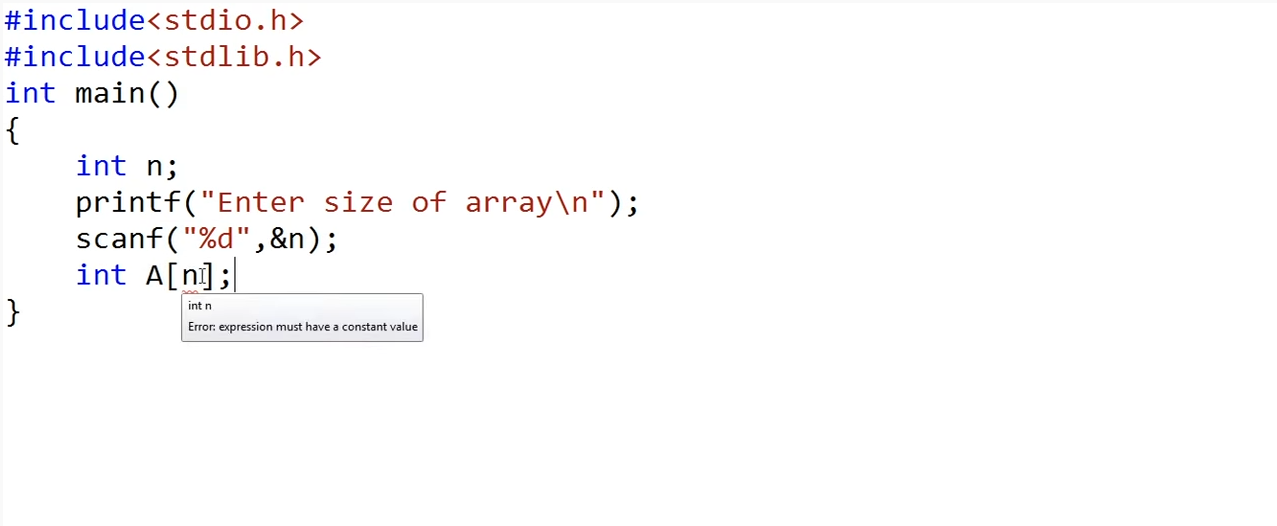 #include<stdio.h>
#include<stdlib.h>
int main()
{
    int n;
    printf("Enter size of array\n");
    scanf("%d",&n);
    int A[n];
int n
Error: expression must have a constant value
}